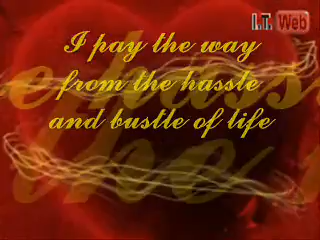 I.T. Web
I pay the way
from the hassle
and bustle of life